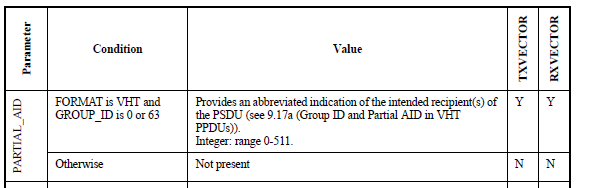 Parameter
Condition
Value
TXVECTOR
RXVECTOR
PARTIAL_AID
FORMAT is VHT and
GROUP_ID is 0 or 63
Provides an abbreviated indication of the intended recipient(s) of
the PSDU (see 9.17a (Group ID and Partial AID in VHT
PPDUs)).
Integer: range 0-511.
Y
Y
Otherwise
Not present
N
N